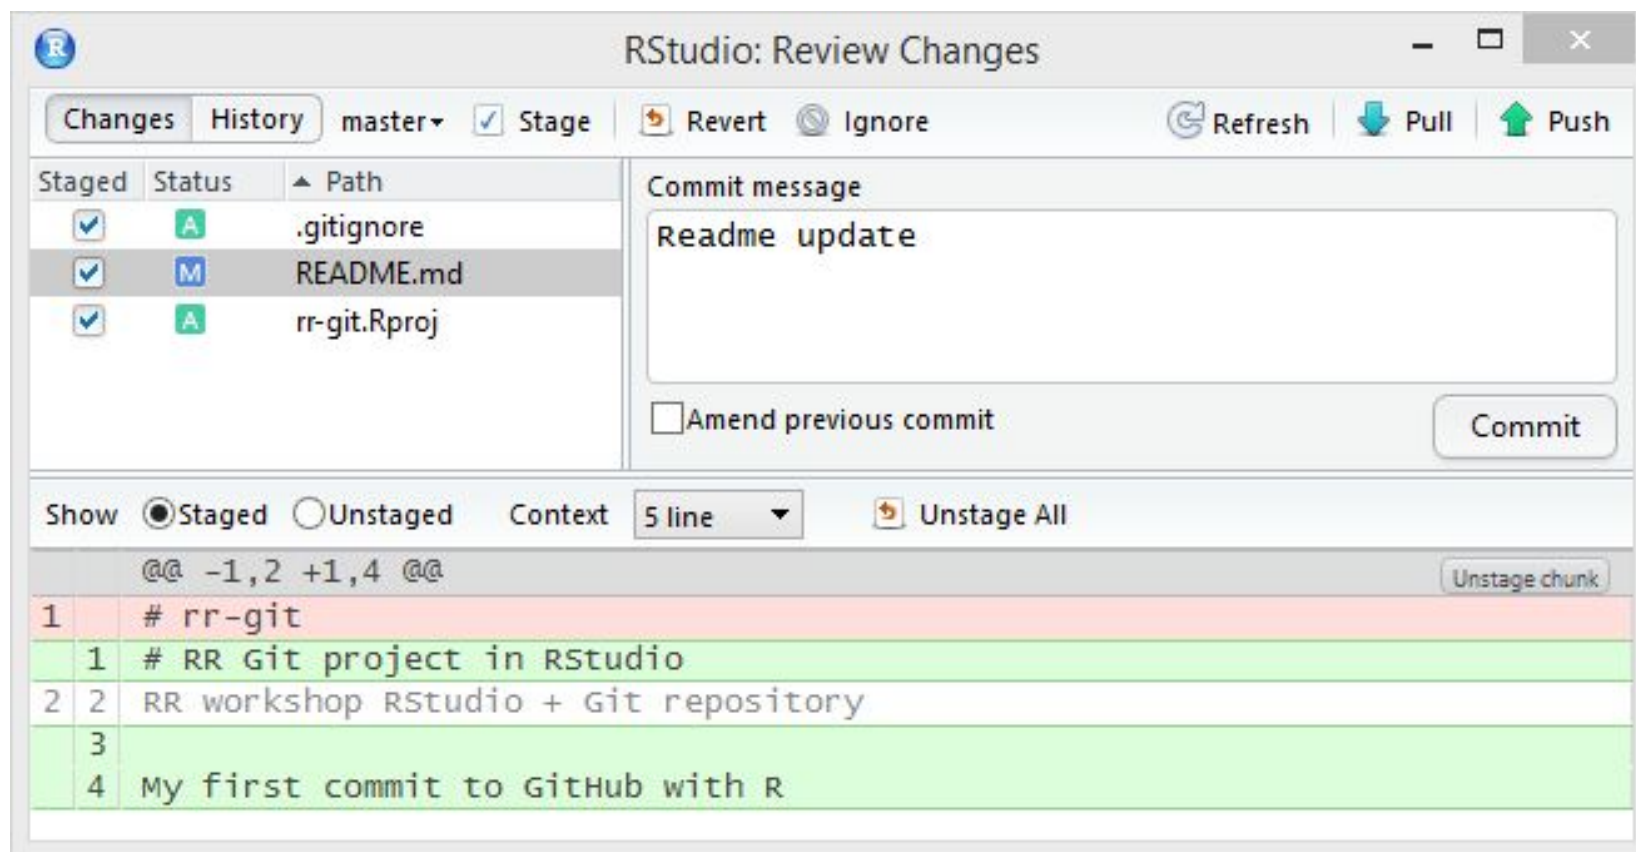 R
RStudio: Review Changes
Changes History master Stage Revert Ignore Refresh Pull Push
Staged Status Path
A .gitignore
M README.md
A rr-git.Rproj
Commit message
Readme update
Amend previous commit
Commit
Show Staged Unstaged Context 5 line Unstage All
@@ -1,2 +1,4 @@ Unstage chunk
1 # rr-git
1 # RR Git project in RStudio
2 2 RR workshop RStudio + Git repository
3
4 My first commit to GitHub with R